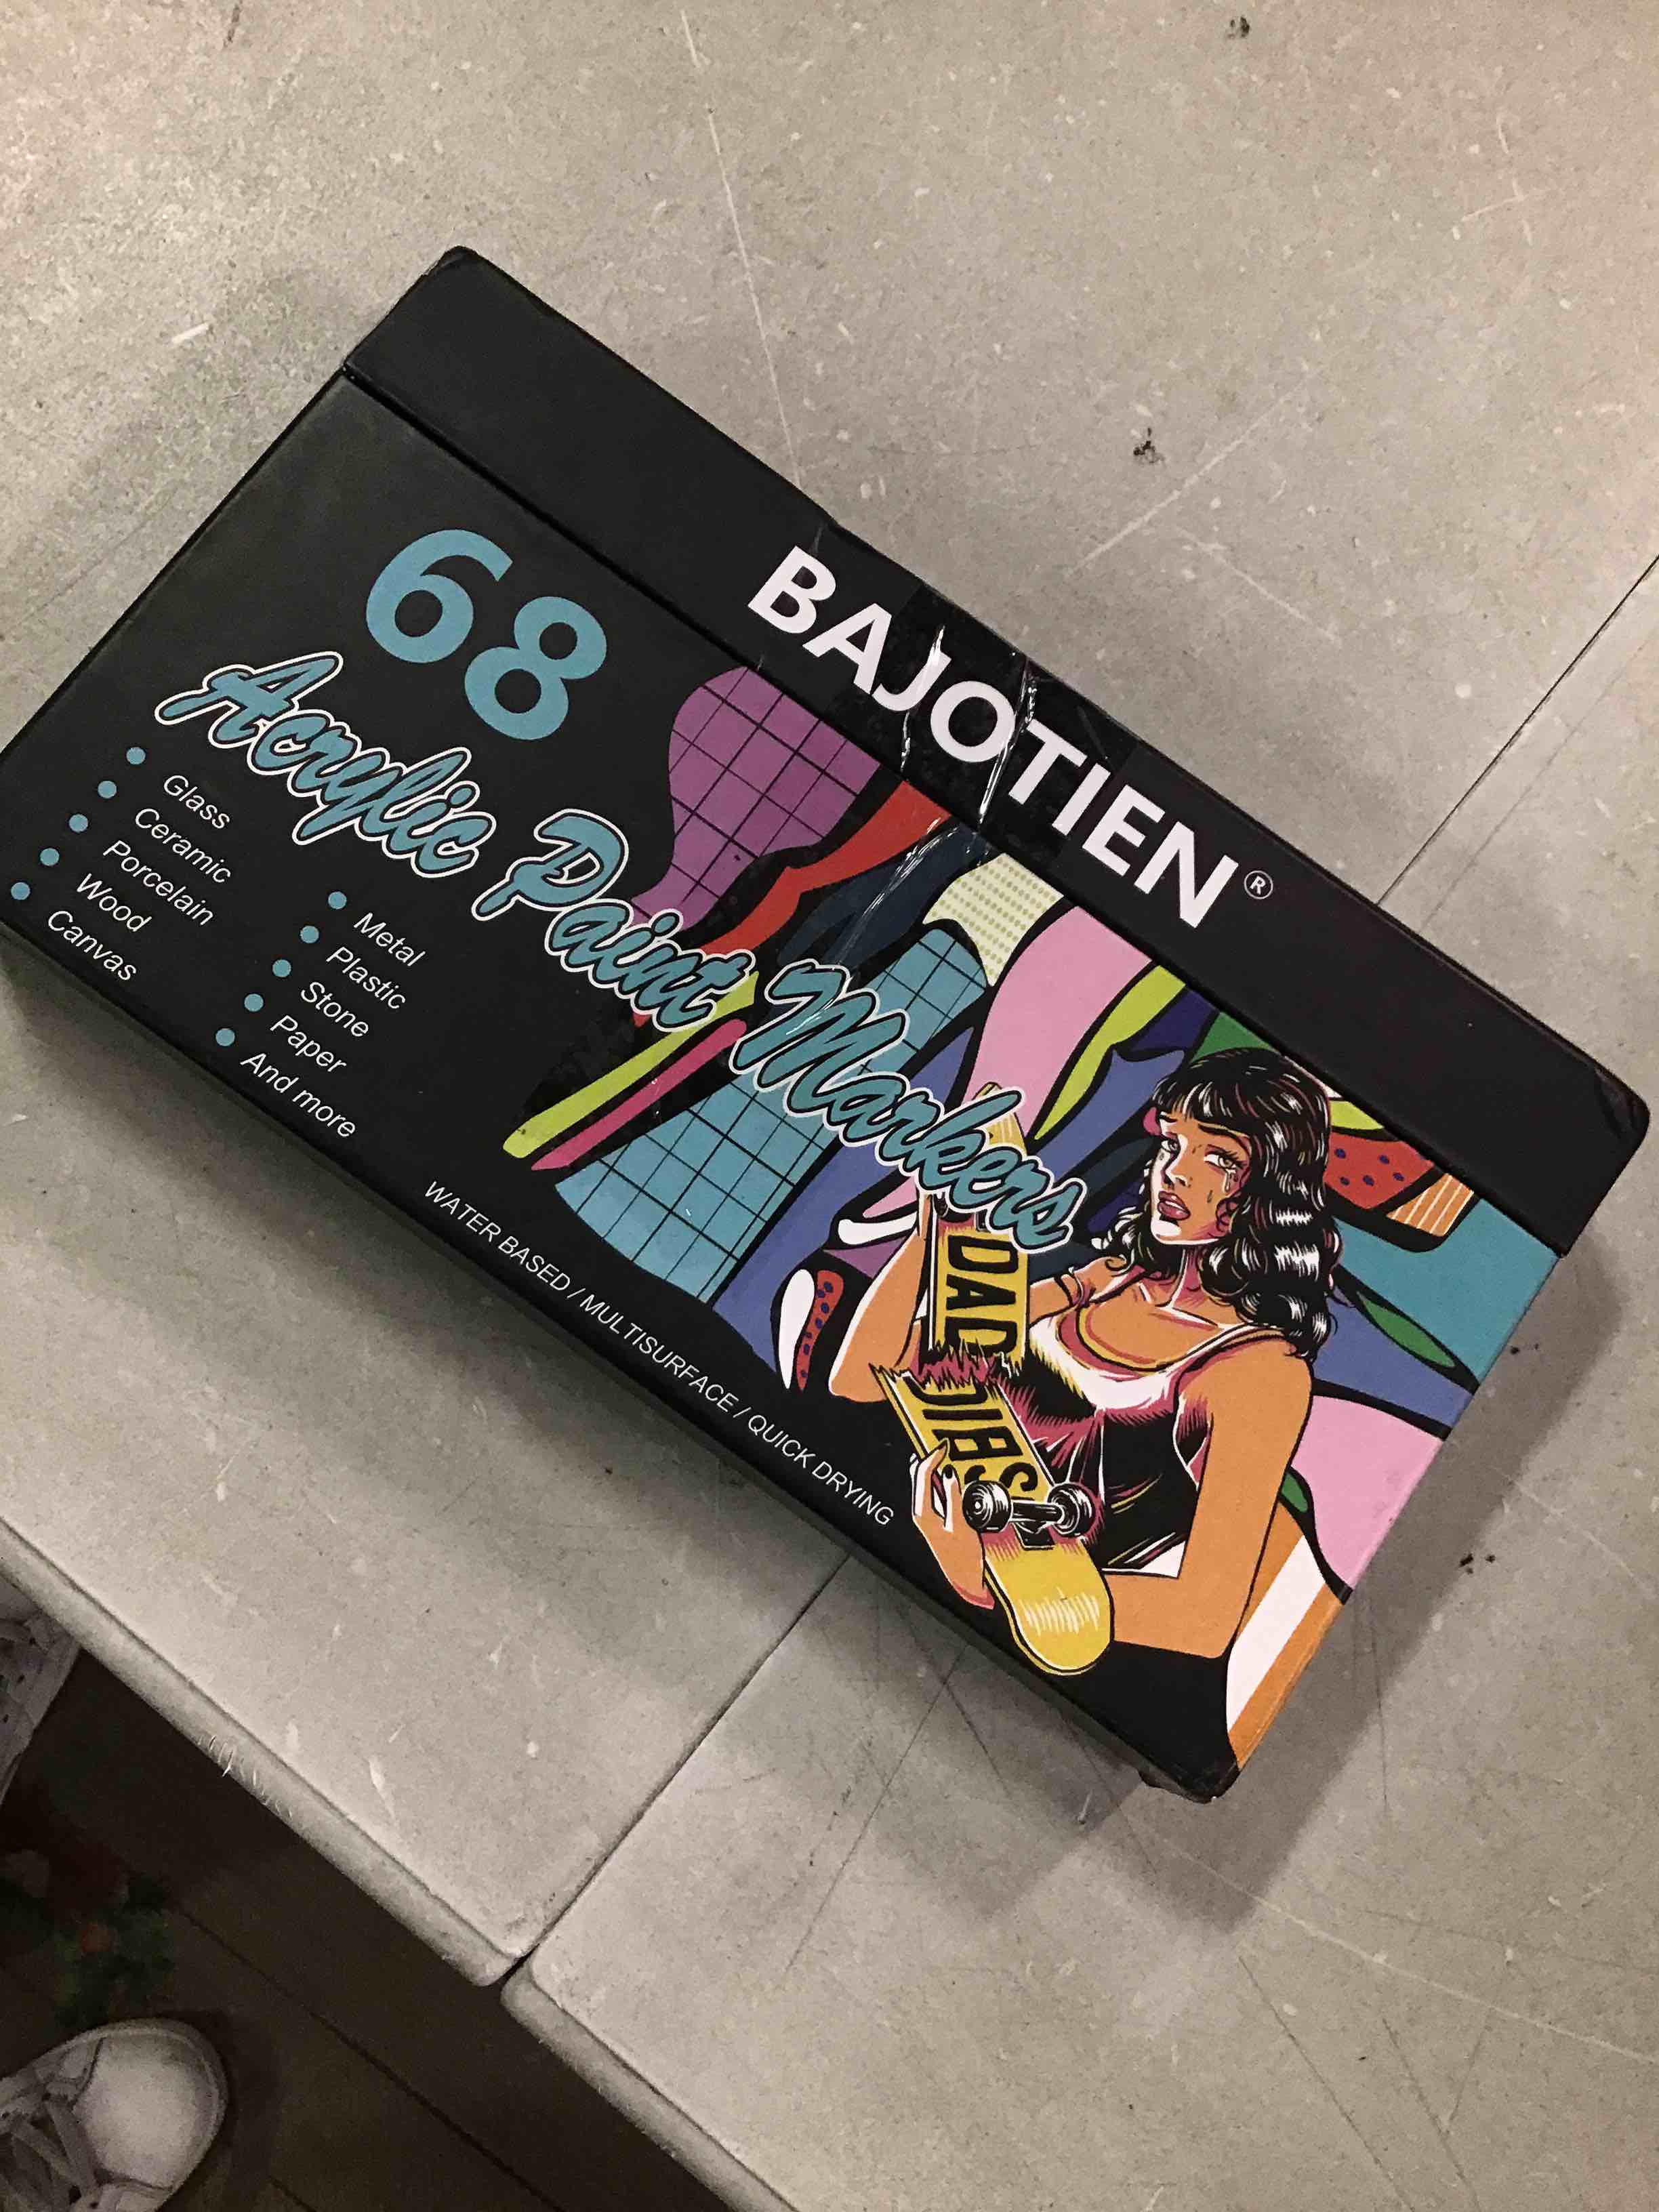 BAJOTIEN®
68
Acrylic Paint Markers
Glass
Ceramic
Porcelain
Wood
Canvas
Metal
Plastic
Stone
Paper
And more
WATER BASED / MULTISURFACE / QUICK DRYING
DAD
DIBS